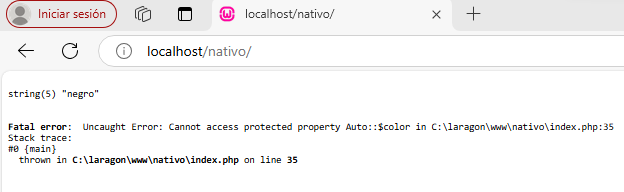 Iniciar sesión
localhost/nativo/
localhost/nativo/
string(5) "negro"
Fatal error: Uncaught Error: Cannot access protected property Auto::$color in C:\laragon\www\nativo\index.php:35
Stack trace:
#0 {main}
thrown in C:\laragon\www\nativo\index.php on line 35